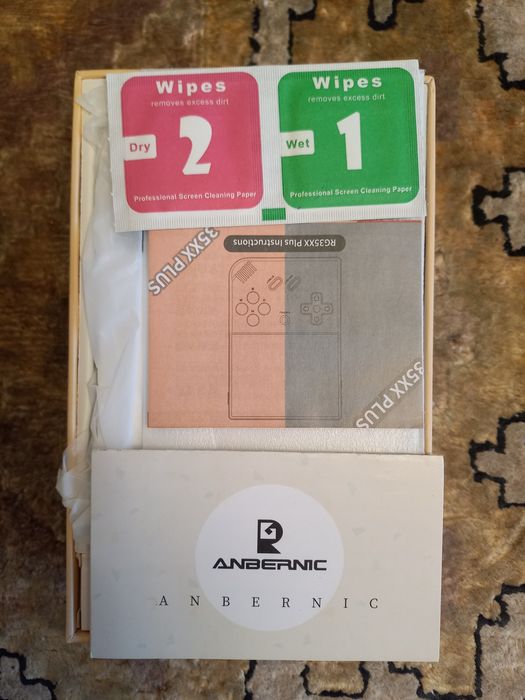 Wipes
removes excess dirt
Dry
2
Professional Screen Cleaning Paper
Wipes
removes excess dirt
Wet
1
Professional Screen Cleaning Paper
35XX PLUS
RG35XX Plus Instructions
35XX PLUS
ANBERNIC
ANBERNIC